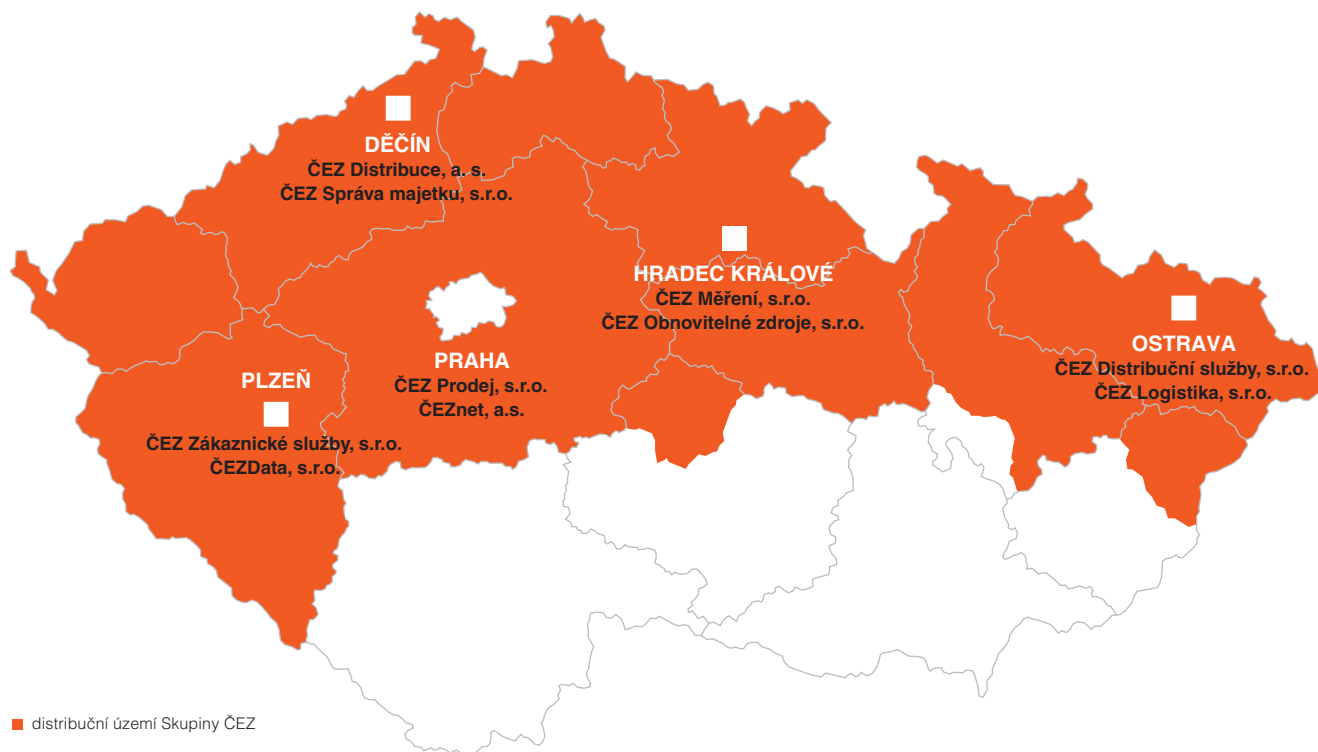 DĚČÍN
ČEZ Distribuce, a. s.
ČEZ Správa majetku, s.r.o.
HRADEC KRÁLOVÉ
ČEZ Měření, s.r.o.
ČEZ Obnovitelné zdroje, s.r.o.
PRAHA
ČEZ Prodej, s.r.o.
ČEZnet, a.s.
OSTRAVA
ČEZ Distribuční služby, s.r.o.
ČEZ Logistika, s.r.o.
PLZEŇ
ČEZ Zákaznické služby, s.r.o.
ČEZData, s.r.o.
distribuční území Skupiny ČEZ